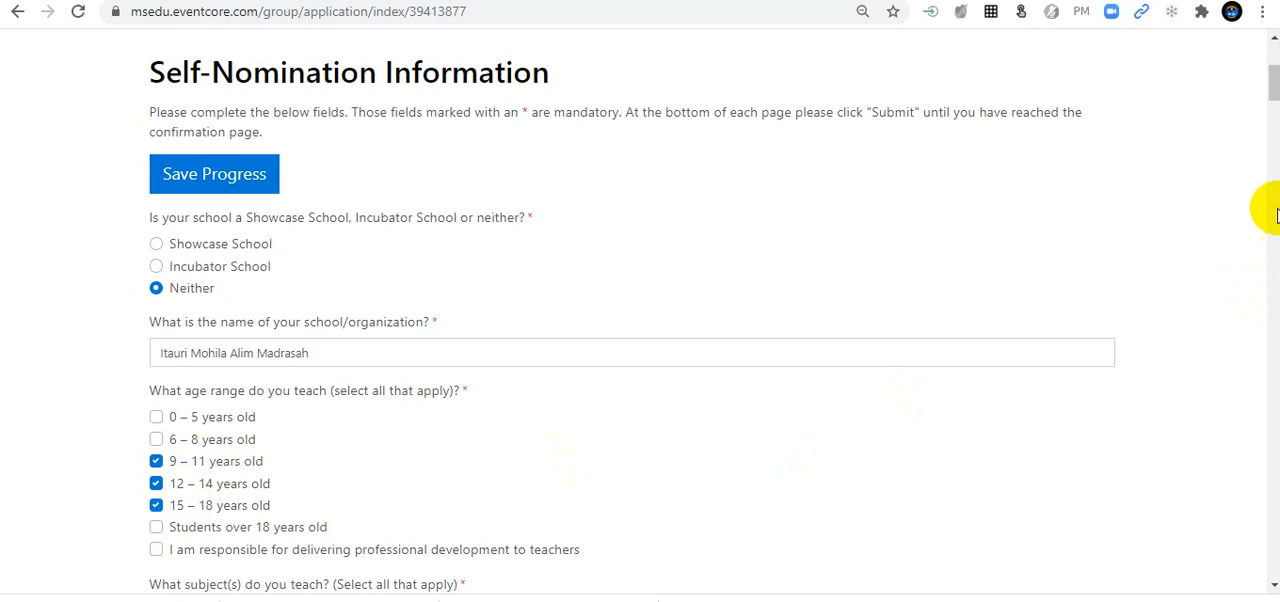 msedu.eventcore.com/group/application/index/39413877
PM
Self-Nomination Information
Please complete the below fields. Those fields marked with an * are mandatory. At the bottom of each page please click "Submit" until you have reached the
confirmation page.
Save Progress
Is your school a Showcase School, Incubator School or neither? *
Showcase School
Incubator School
Neither
What is the name of your school/organization? *
Itauri Mohila Alim Madrasah
What age range do you teach (select all that apply)? *
0 – 5 years old
6 – 8 years old
9 – 11 years old
12 – 14 years old
15 – 18 years old
Students over 18 years old
I am responsible for delivering professional development to teachers
What subject(s) do you teach? (Select all that apply) *